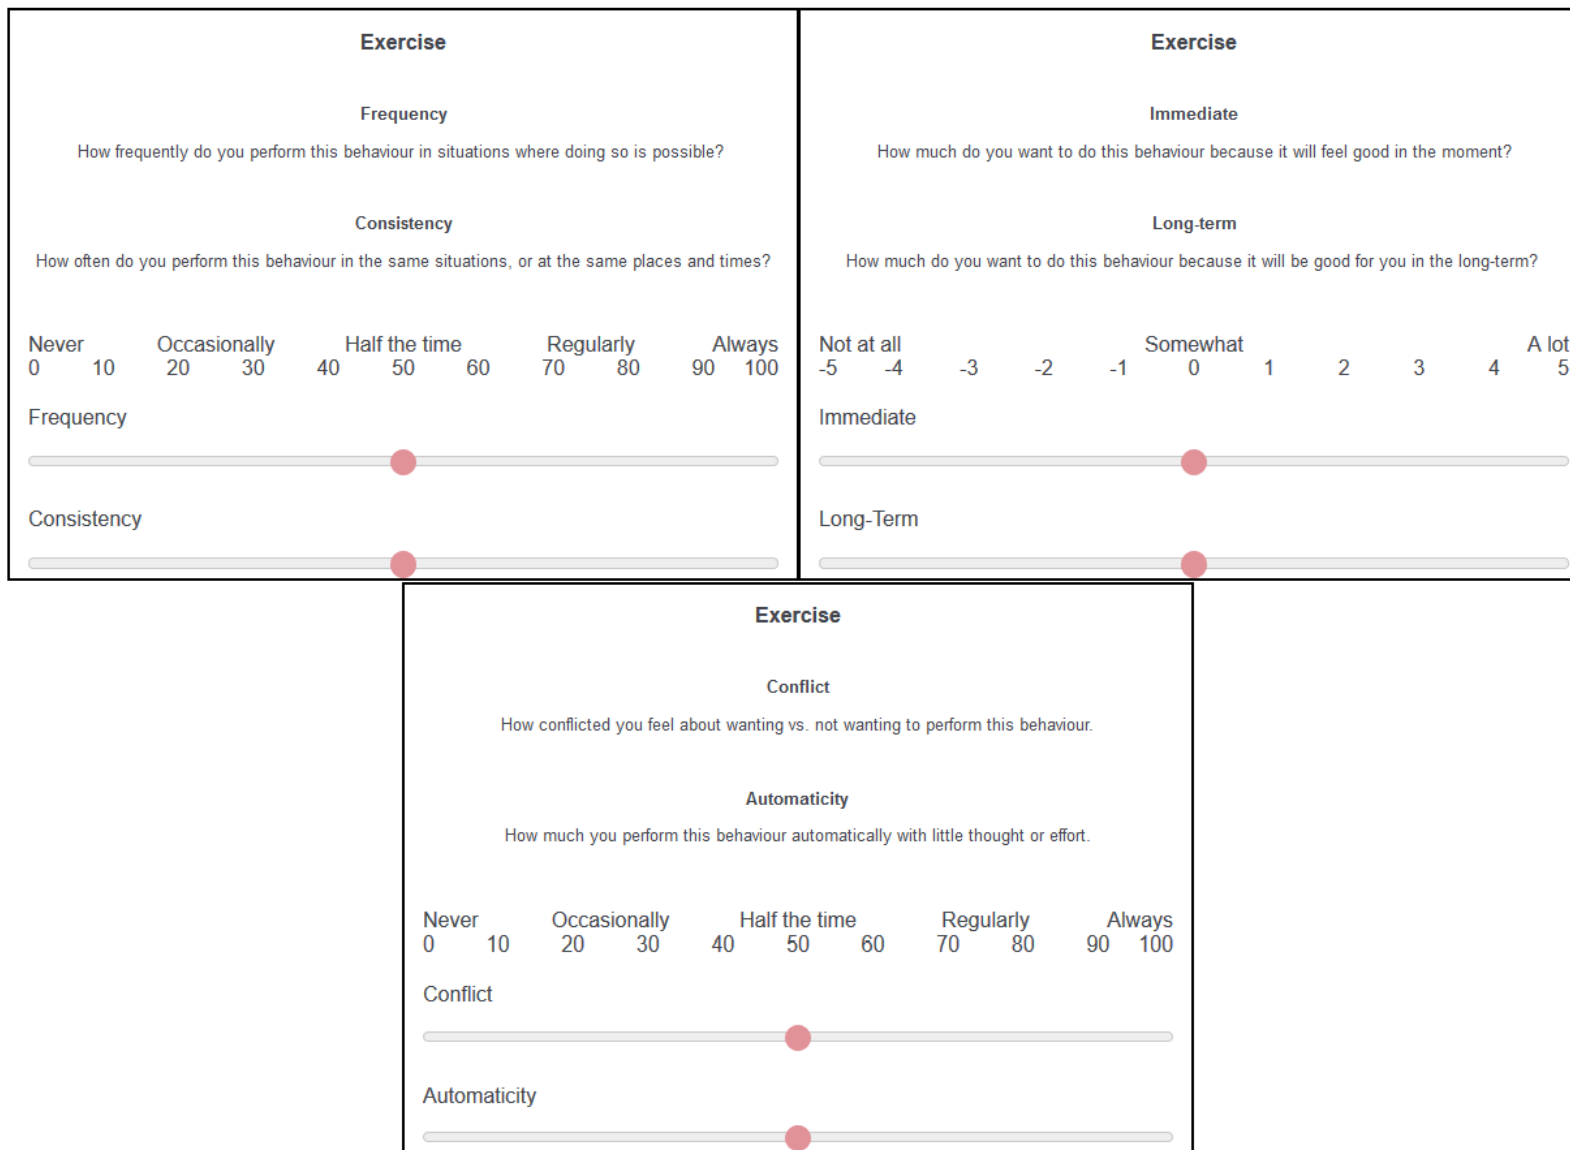 Exercise
Frequency
How frequently do you perform this behaviour in situations where doing so is possible?
Consistency
How often do you perform this behaviour in the same situations, or at the same places and times?
Never Occasionally Half the time Regularly Always
0 10 20 30 40 50 60 70 80 90 100
Frequency
Consistency
Exercise
Immediate
How much do you want to do this behaviour because it will feel good in the moment?
Long-term
How much do you want to do this behaviour because it will be good for you in the long-term?
Not at all Somewhat A lot
-5 -4 -3 -2 -1 0 1 2 3 4 5
Immediate
Long-Term
Exercise
Conflict
How conflicted you feel about wanting vs. not wanting to perform this behaviour.
Automaticity
How much you perform this behaviour automatically with little thought or effort.
Never Occasionally Half the time Regularly Always
0 10 20 30 40 50 60 70 80 90 100
Conflict
Automaticity